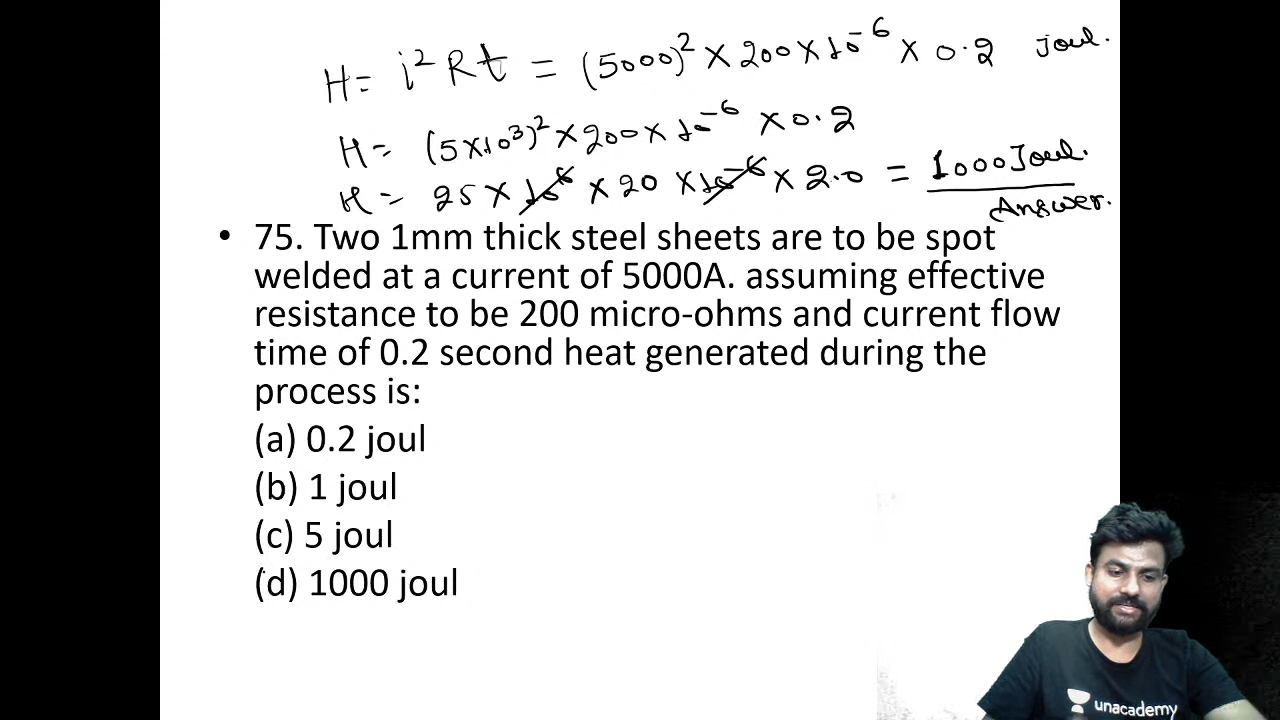 H = i² R t = (5000)² × 200 × 10⁻⁶ × 0.2 Joul.
H = (5×10³)² × 200 × 10⁻⁶ × 0.2
H = 25 × 10⁶ × 20 × 10⁻⁶ × 2.0 = 1000 Joul.
Answer.
• 75. Two 1mm thick steel sheets are to be spot
welded at a current of 5000A. assuming effective
resistance to be 200 micro-ohms and current flow
time of 0.2 second heat generated during the
process is:
(a) 0.2 joul
(b) 1 joul
(c) 5 joul
(d) 1000 joul
unacademy